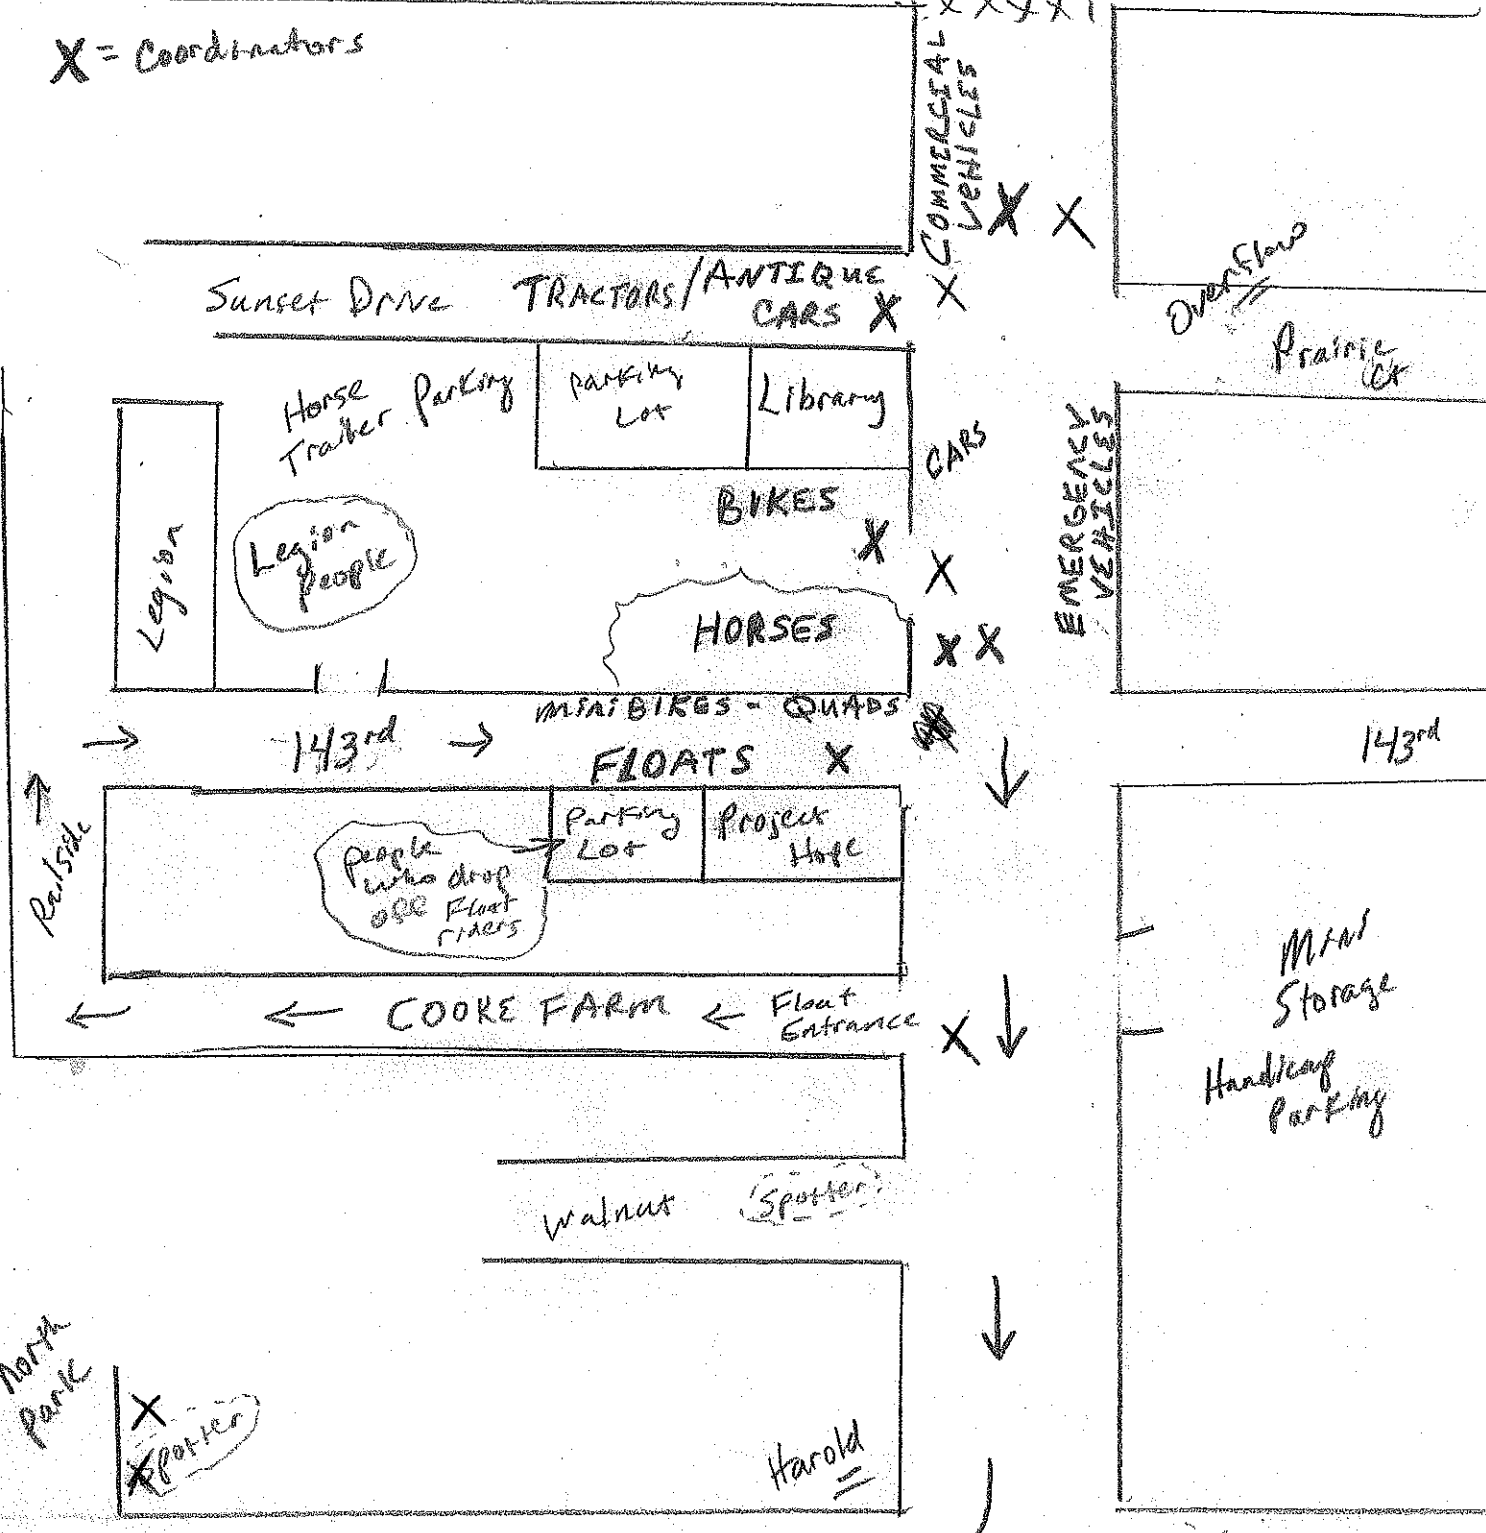 X = Coordinators
X X X X
COMMERCIAL
VEHICLES
X X
Sunset Drive TRACTORS/ANTIQUE
CARS X
X
Overflow
Prairie
Ct
Horse
Trailer Parking
Parking
Lot
Library
CARS
EMERGENCY
VEHICLES
Legion
Legion
People
BIKES
X
X
HORSES
X X
MINI BIKES - QUADS
143rd
FLOATS X
143rd
Railside
People
who drop
off Float
riders
Parking
Lot
Project
Hope
Mini
Storage
Handicap
Parking
COOKE FARM
Float
Entrance
X
Walnut
Spotter
North
Park
X
Spotter
X
Harold